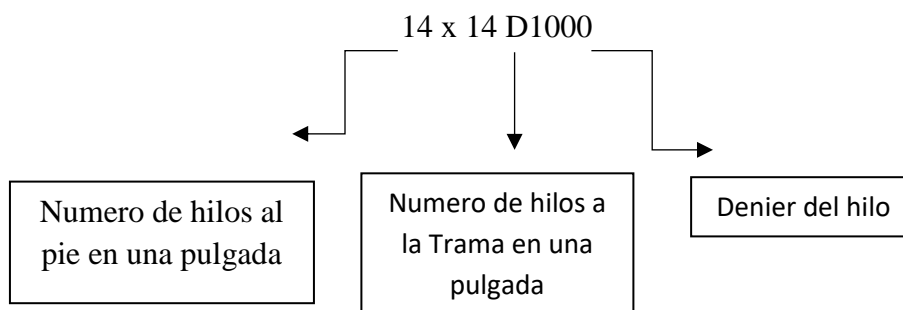 14 x 14 D1000
Numero de hilos al
pie en una pulgada
Numero de hilos a
la Trama en una
pulgada
Denier del hilo